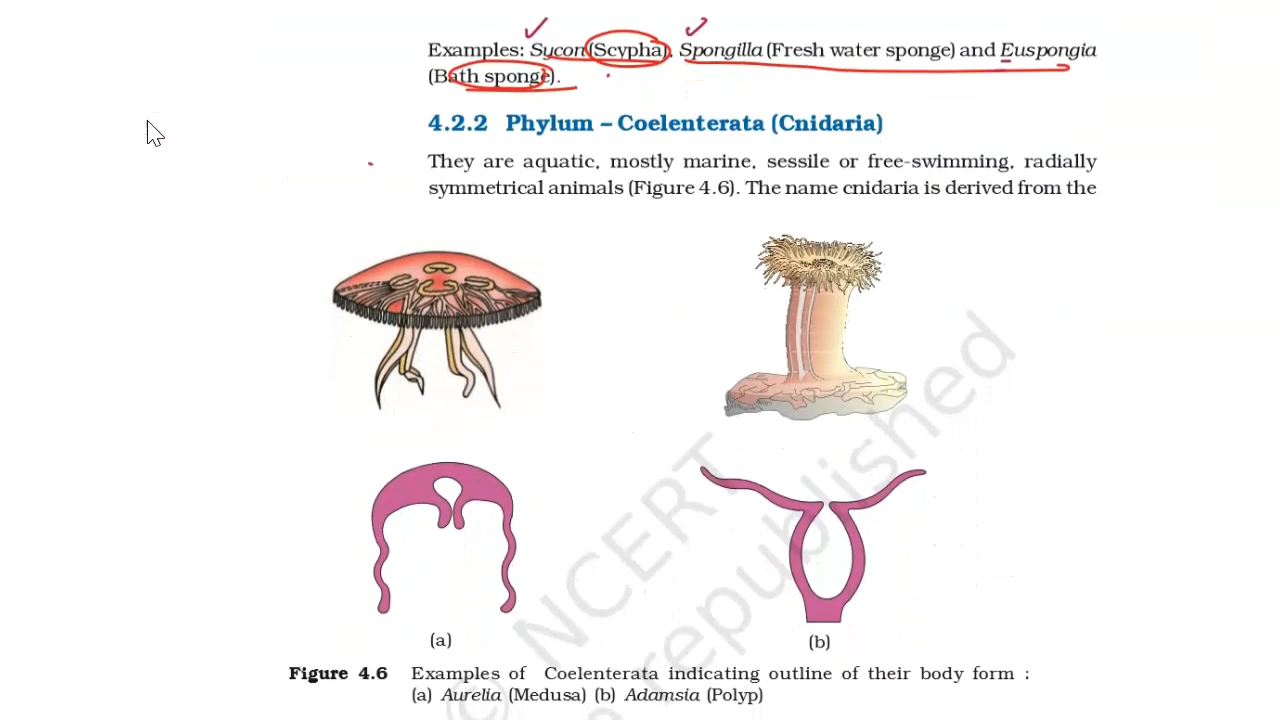 Examples: Sycon (Scypha), Spongilla (Fresh water sponge) and Euspongia
(Bath sponge).
4.2.2 Phylum – Coelenterata (Cnidaria)
They are aquatic, mostly marine, sessile or free-swimming, radially
symmetrical animals (Figure 4.6). The name cnidaria is derived from the
(a)
(b)
© NCERT
republished
Figure 4.6 Examples of Coelenterata indicating outline of their body form :
(a) Aurelia (Medusa) (b) Adamsia (Polyp)